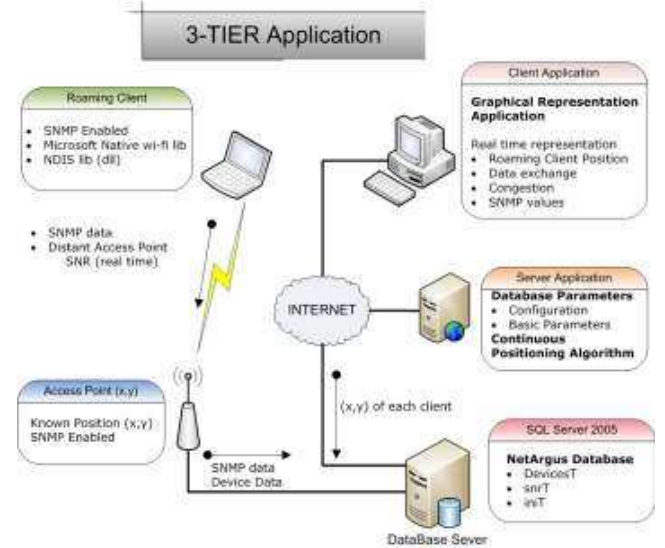 3-TIER Application
Roaming Client
• SNMP Enabled
• Microsoft Native wi-fi lib
• NDIS lib (dll)
Client Application
Graphical Representation
Application
Real time representation
• Roaming Client Position
• Data exchange
• Congestion
• SNMP values
• SNMP data
• Distant Access Point
SNR (real time)
INTERNET
Server Application
Database Parameters
• Configuration
• Basic Parameters
Continuous
Positioning Algorithm
Access Point (x,y)
Known Position (x,y)
SNMP Enabled
(x,y) of each client
SNMP data
Device Data
SQL Server 2005
NetArgus Database
• DevicesT
• snrT
• iniT
DataBase Sever